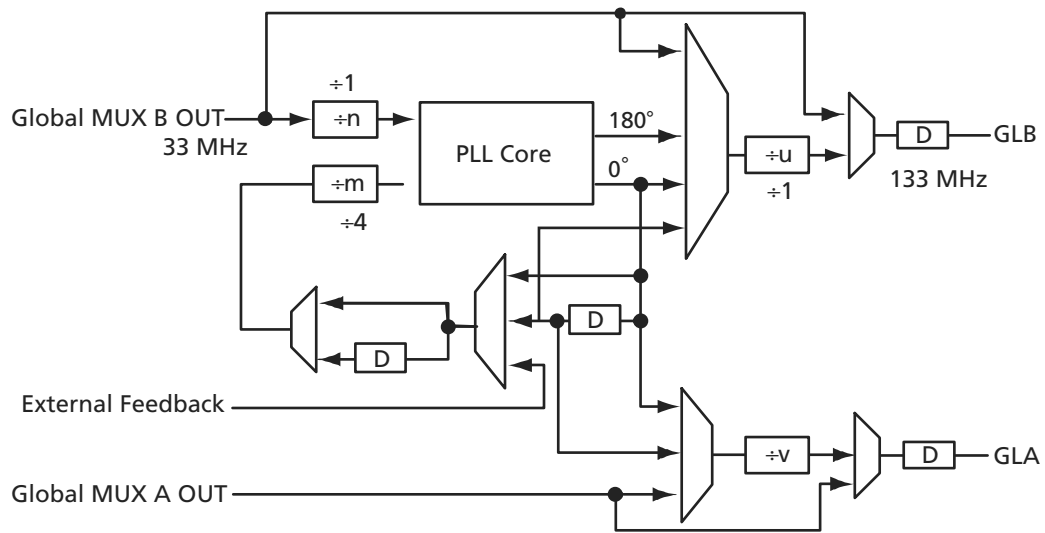 ÷1
Global MUX B OUT
33 MHz
÷n
PLL Core
180°
0°
÷m
÷4
÷u
÷1
D
GLB
133 MHz
D
D
External Feedback
÷v
D
GLA
Global MUX A OUT